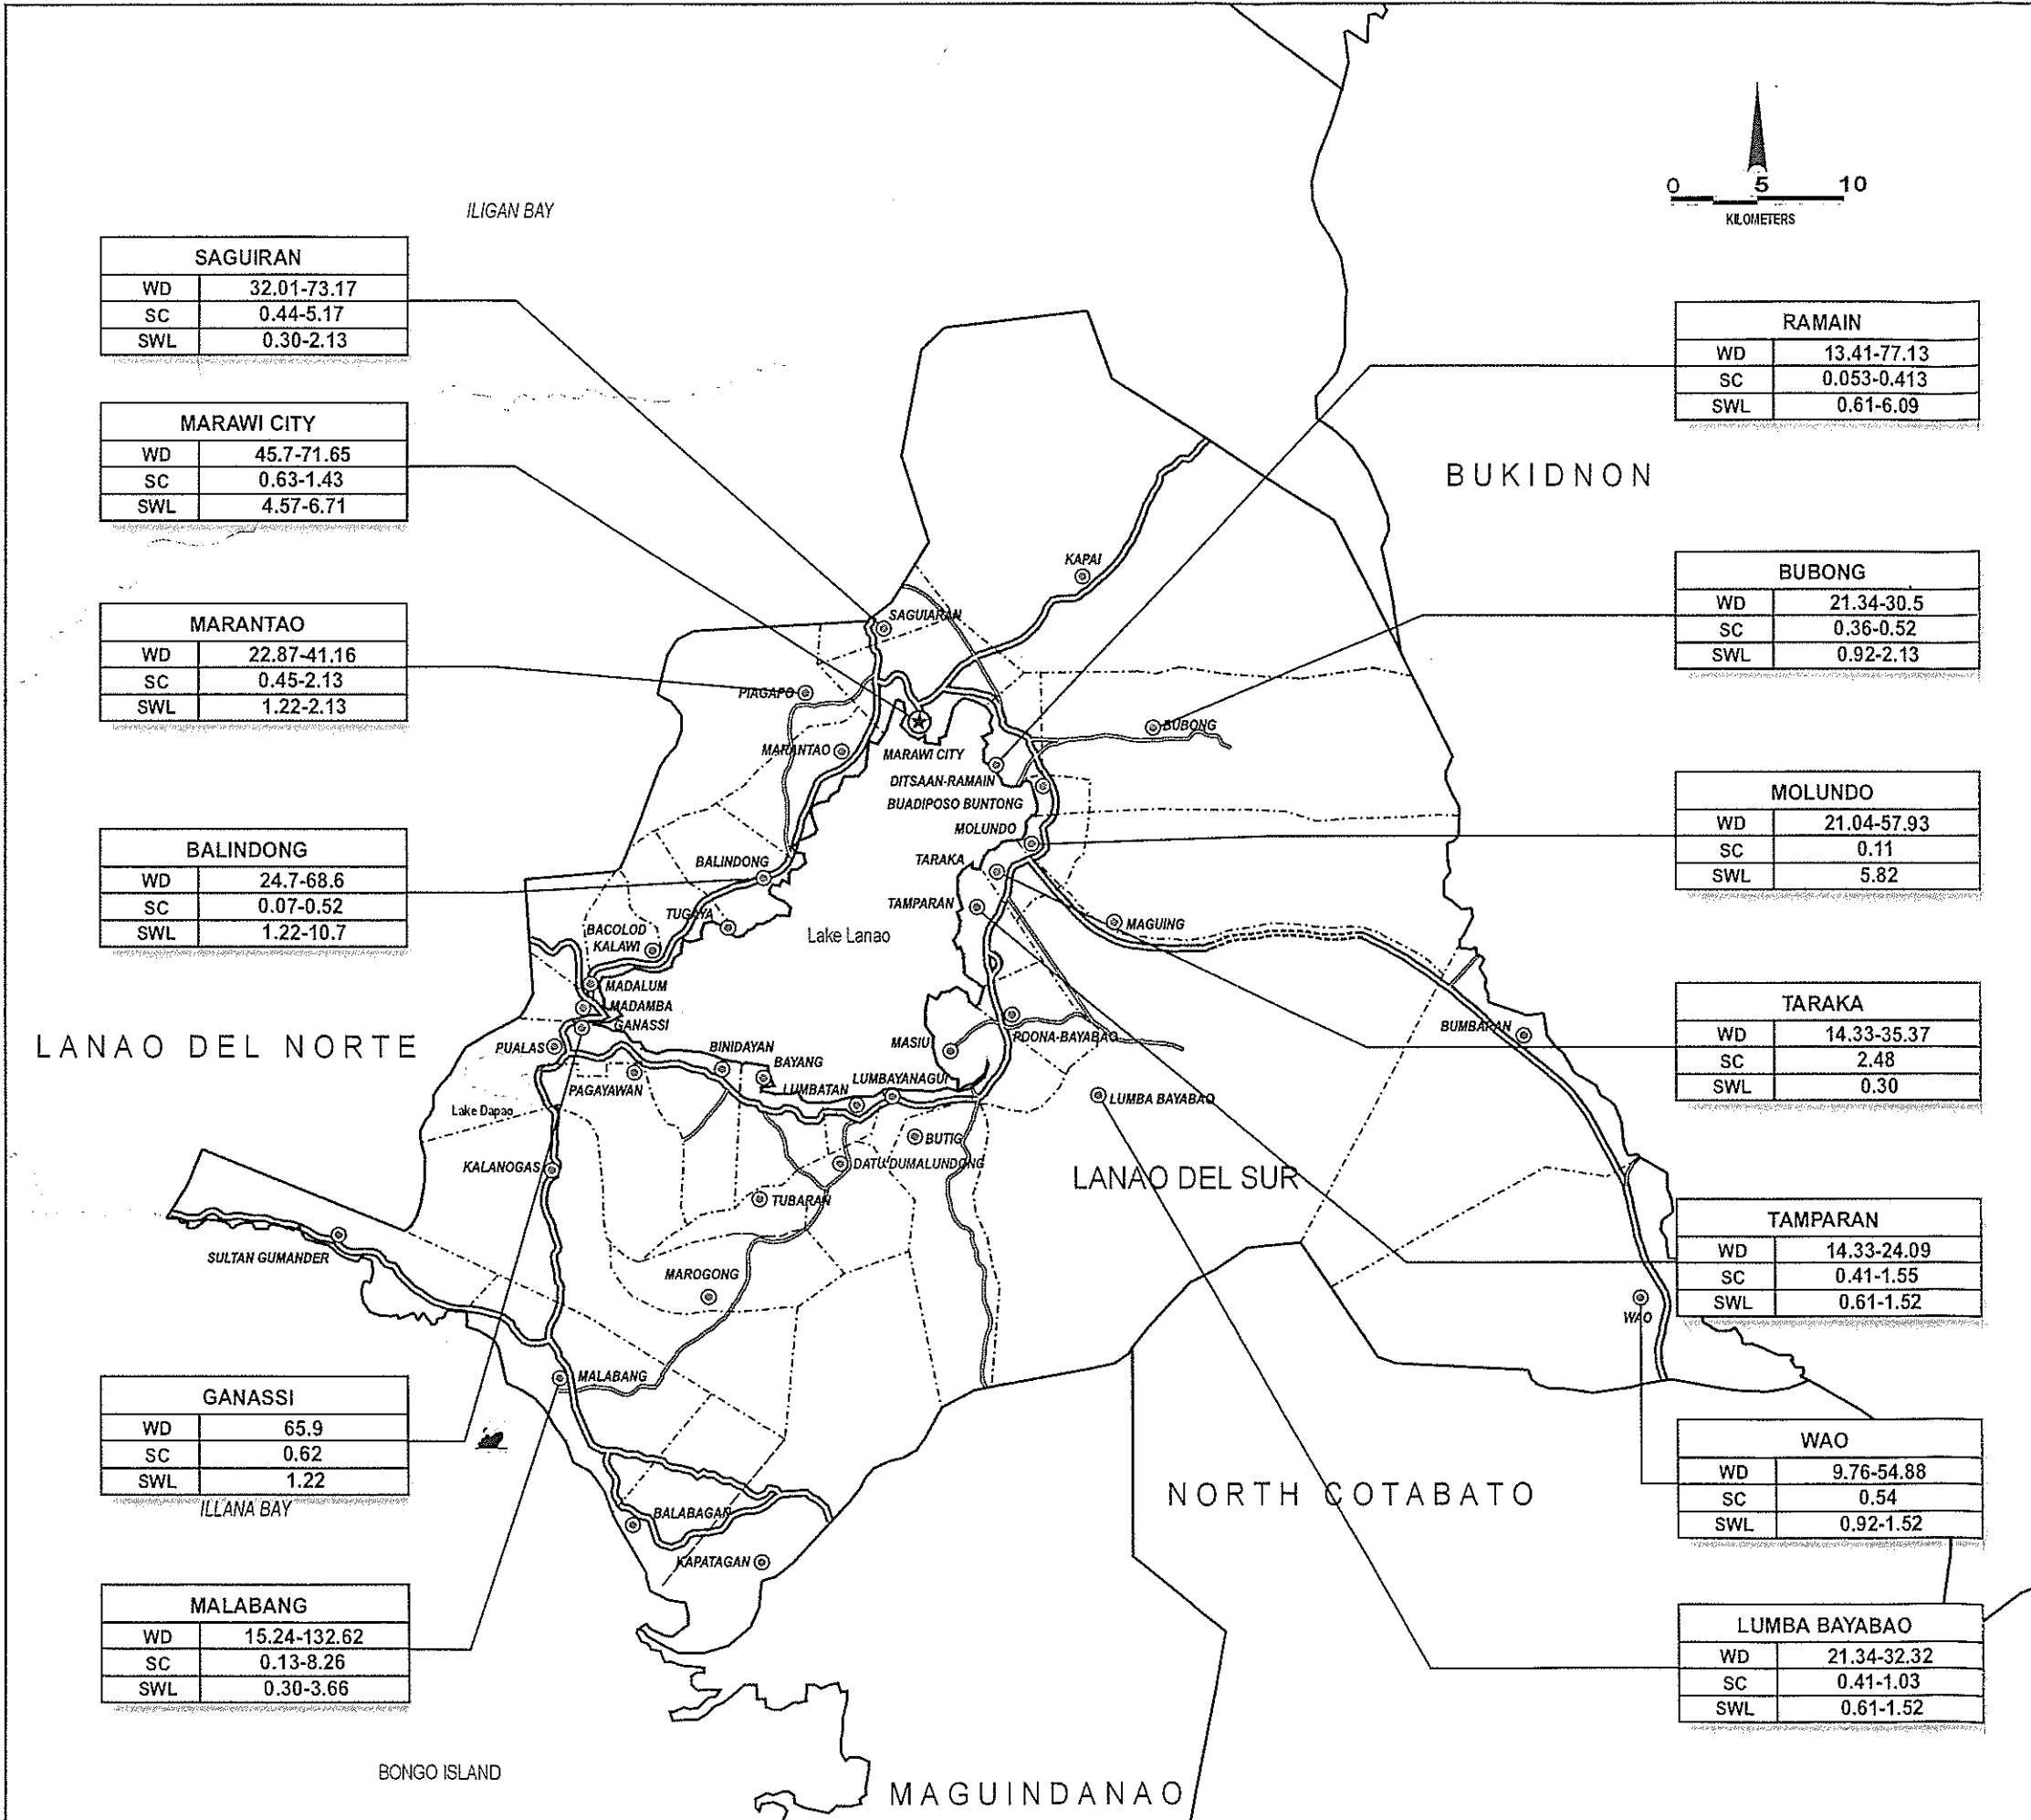 0 5 10
KILOMETERS
ILIGAN BAY
SAGUIRAN
WD 32.01-73.17
SC 0.44-5.17
SWL 0.30-2.13
RAMAIN
WD 13.41-77.13
SC 0.053-0.413
SWL 0.61-6.09
MARAWI CITY
WD 45.7-71.65
SC 0.63-1.43
SWL 4.57-6.71
BUKIDNON
BUBONG
WD 21.34-30.5
SC 0.36-0.52
SWL 0.92-2.13
MARANTAO
WD 22.87-41.16
SC 0.45-2.13
SWL 1.22-2.13
MOLUNDO
WD 21.04-57.93
SC 0.11
SWL 5.82
BALINDONG
WD 24.7-68.6
SC 0.07-0.52
SWL 1.22-10.7
TARAKA
WD 14.33-35.37
SC 2.48
SWL 0.30
TAMPARAN
WD 14.33-24.09
SC 0.41-1.55
SWL 0.61-1.52
GANASSI
WD 65.9
SC 0.62
SWL 1.22
WAO
WD 9.76-54.88
SC 0.54
SWL 0.92-1.52
MALABANG
WD 15.24-132.62
SC 0.13-8.26
SWL 0.30-3.66
LUMBA BAYABAO
WD 21.34-32.32
SC 0.41-1.03
SWL 0.61-1.52
KAPAI
SAGUIARAN
PIAGAPO
BUBONG
MARANTAO
MARAWI CITY
DITSAAN-RAMAIN
BUADIPOSO BUNTONG
MOLUNDO
BALINDONG
TARAKA
TAMPARAN
TUGAYA
MAGUING
BACOLOD
KALAWI
Lake Lanao
MADALUM
MADAMBA
GANASSI
BUMBARAN
LANAO DEL NORTE
PUALAS
MASIU
POONA-BAYABAO
BINIDAYAN
BAYANG
PAGAYAWAN
LUMBATAN
LUMBAYANAGUI
LUMBA BAYABAO
Lake Dapao
BUTIG
KALANOGAS
DATU DUMALUNDONG
LANAO DEL SUR
TUBARAN
SULTAN GUMANDER
MAROGONG
WAO
MALABANG
ILLANA BAY
NORTH COTABATO
BALABAGAN
KAPATAGAN
BONGO ISLAND
MAGUINDANAO